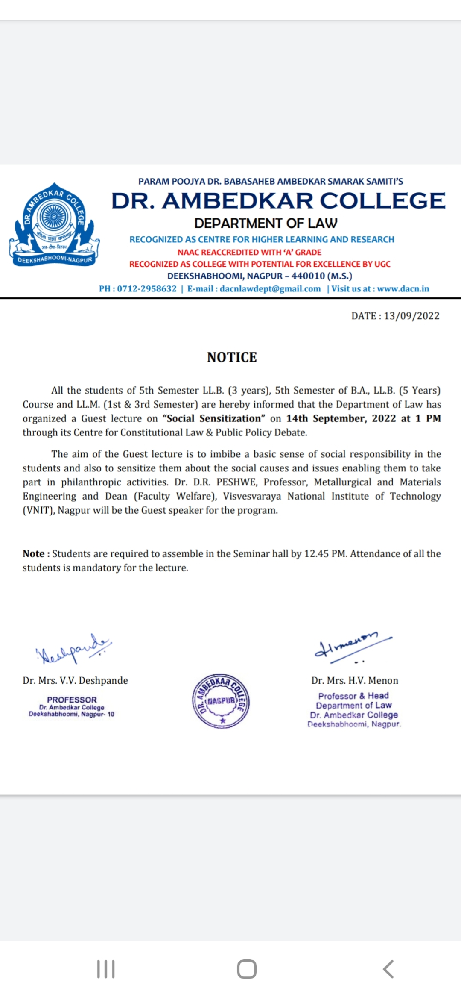 PARAM POOJYA DR. BABASAHEB AMBEDKAR SMARAK SAMITI'S
DR. AMBEDKAR COLLEGE
DEPARTMENT OF LAW
RECOGNIZED AS CENTRE FOR HIGHER LEARNING AND RESEARCH
NAAC REACCREDITED WITH ‘A’ GRADE
RECOGNIZED AS COLLEGE WITH POTENTIAL FOR EXCELLENCE BY UGC
DEEKSHABHOOMI, NAGPUR – 440010 (M.S.)
PH : 0712-2958632 | E-mail : dacnlawdept@gmail.com | Visit us at : www.dacn.in
DR. AMBEDKAR COLLEGE
शील प्रज्ञा करुणा
अत्त-दीपा-विहरथ
DEEKSHABHOOMI-NAGPUR
DATE : 13/09/2022
NOTICE
All the students of 5th Semester LL.B. (3 years), 5th Semester of B.A., LL.B. (5 Years)
Course and LL.M. (1st & 3rd Semester) are hereby informed that the Department of Law has
organized a Guest lecture on “Social Sensitization” on 14th September, 2022 at 1 PM
through its Centre for Constitutional Law & Public Policy Debate.
The aim of the Guest lecture is to imbibe a basic sense of social responsibility in the
students and also to sensitize them about the social causes and issues enabling them to take
part in philanthropic activities. Dr. D.R. PESHWE, Professor, Metallurgical and Materials
Engineering and Dean (Faculty Welfare), Visvesvaraya National Institute of Technology
(VNIT), Nagpur will be the Guest speaker for the program.
Note : Students are required to assemble in the Seminar hall by 12.45 PM. Attendance of all the
students is mandatory for the lecture.
Deshpande
Hvmenon
Dr. Mrs. V.V. Deshpande
PROFESSOR
Dr. Ambedkar College
Deekshabhoomi, Nagpur- 10
DR. AMBEDKAR COLLEGE
NAGPUR
Dr. Mrs. H.V. Menon
Professor & Head
Department of Law
Dr. Ambedkar College
Deekshabhoomi, Nagpur.